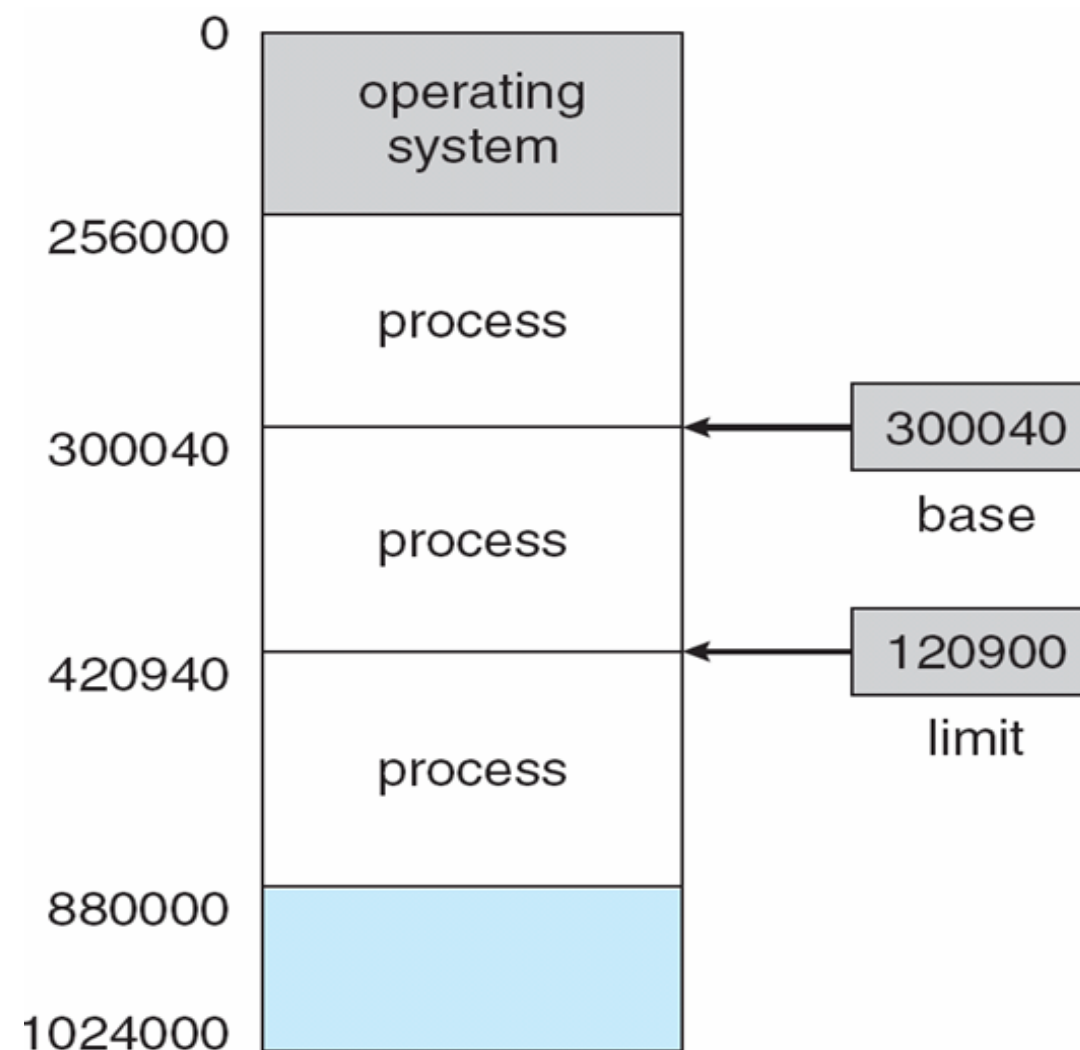 0
operating
system
256000
process
300040
300040
base
process
120900
420940
limit
process
880000
1024000